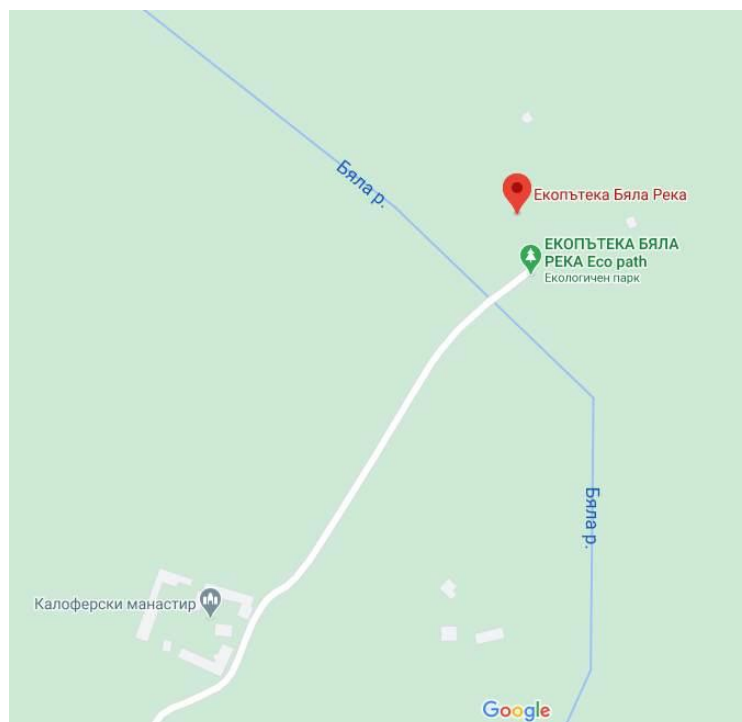 Бяла р.
Екопътека Бяла Река
ЕКОПЪТЕКА БЯЛА
РЕКА Eco path
Екологичен парк
Бяла р.
Калоферски манастир
Google